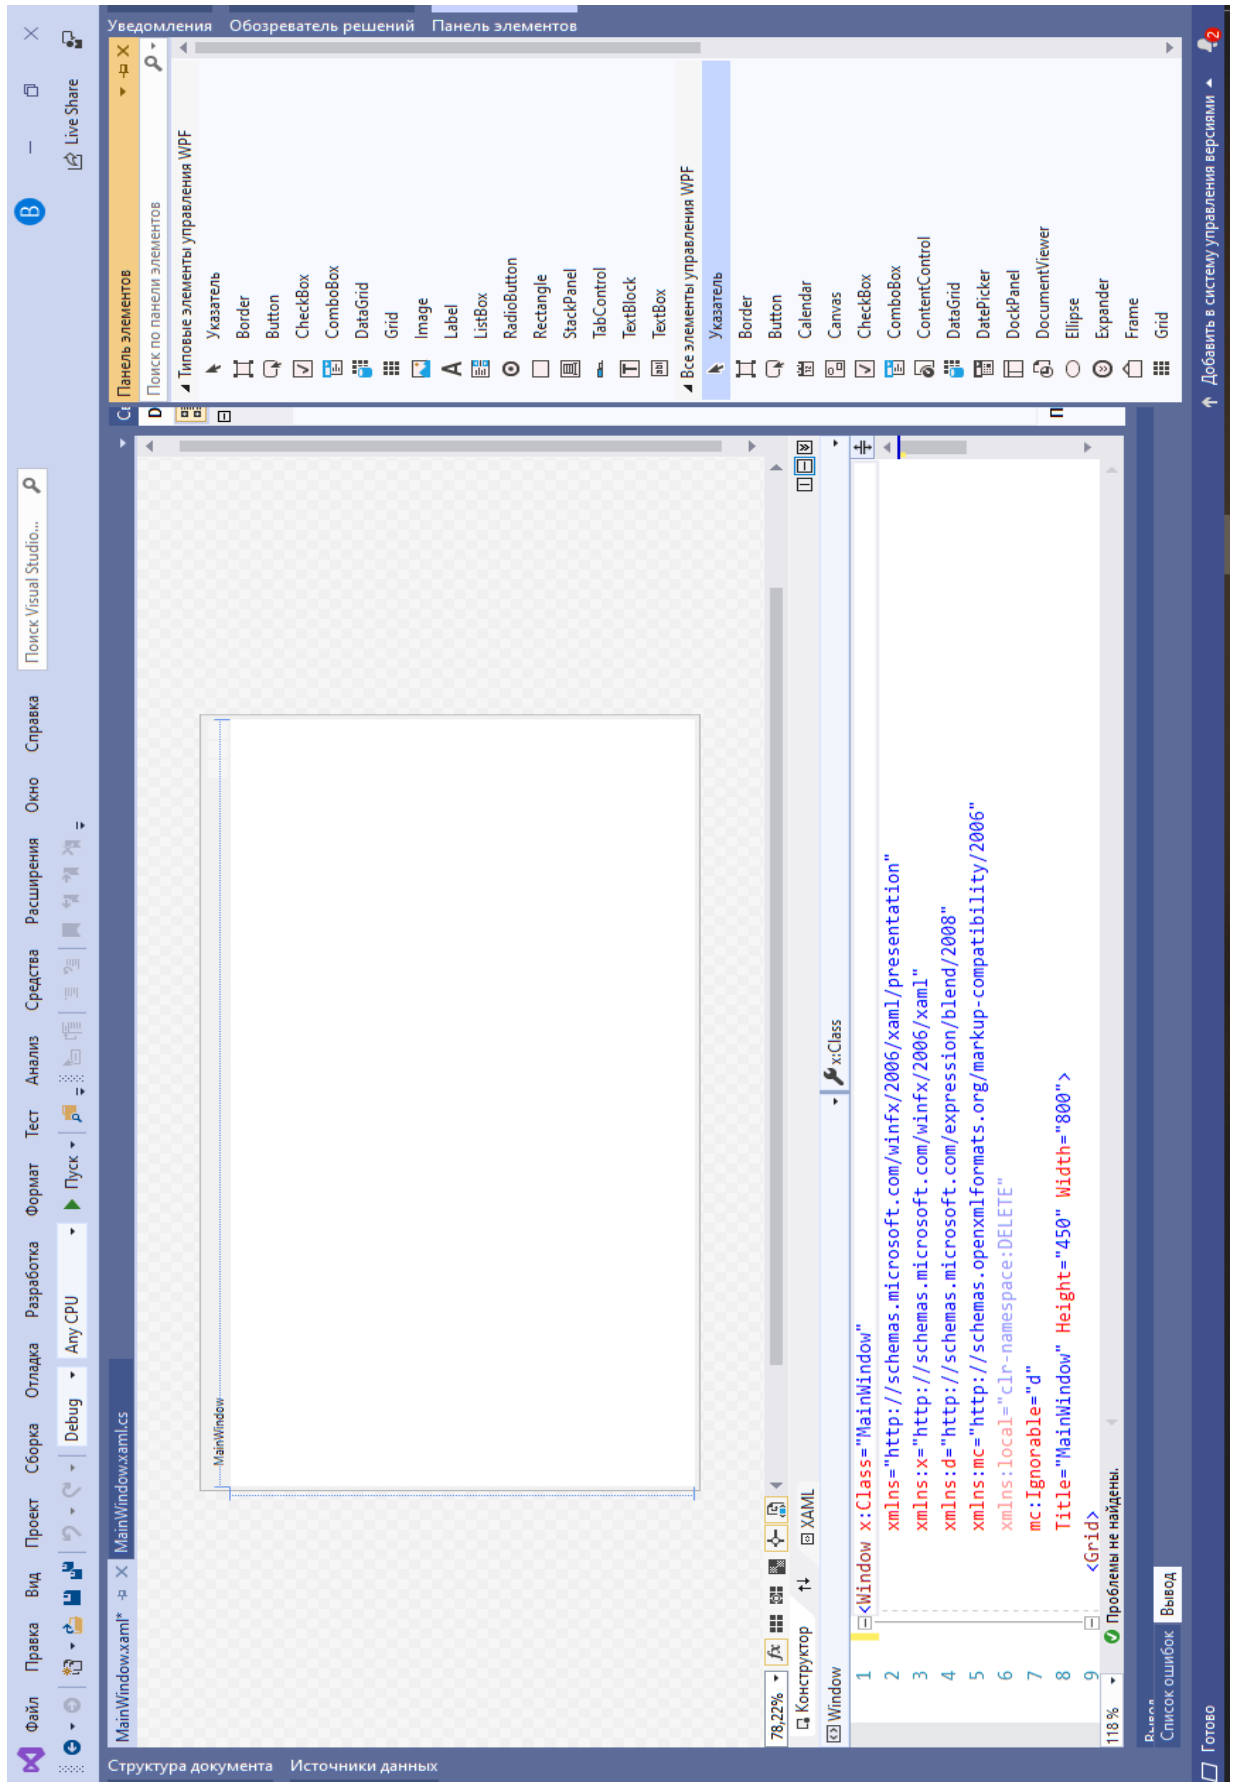 Файл Правка Вид Проект Сборка Отладка Разработка Формат Тест Анализ Средства Расширения Окно Справка Поиск Visual Studio... B
Debug Any CPU Пуск Live Share
Структура документа
Источники данных
MainWindow.xaml* MainWindow.xaml.cs
MainWindow
78,22% fx
Конструктор XAML
Window x:Class
1 <Window x:Class="MainWindow"
2 xmlns="http://schemas.microsoft.com/winfx/2006/xaml/presentation"
3 xmlns:x="http://schemas.microsoft.com/winfx/2006/xaml"
4 xmlns:d="http://schemas.microsoft.com/expression/blend/2008"
5 xmlns:mc="http://schemas.openxmlformats.org/markup-compatibility/2006"
6 xmlns:local="clr-namespace:DELETE"
7 mc:Ignorable="d"
8 Title="MainWindow" Height="450" Width="800">
9 <Grid>
118 % Проблемы не найдены.
Вывод
Список ошибок Вывод
Панель элементов
Поиск по панели элементов
Типовые элементы управления WPF
Указатель
Border
Button
CheckBox
ComboBox
DataGrid
Grid
Image
Label
ListBox
RadioButton
Rectangle
StackPanel
TabControl
TextBlock
TextBox
Все элементы управления WPF
Указатель
Border
Button
Calendar
Canvas
CheckBox
ComboBox
ContentControl
DataGrid
DatePicker
DockPanel
DocumentViewer
Ellipse
Expander
Frame
Grid
Уведомления
Обозреватель решений
Панель элементов
Готово Добавить в систему управления версиями 2